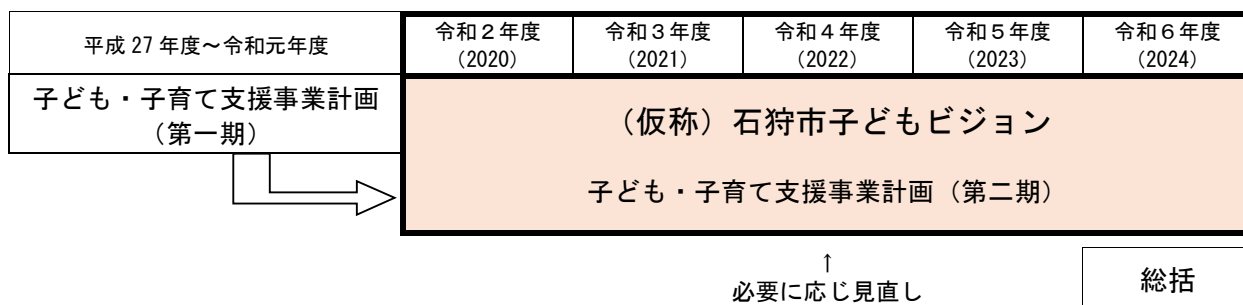 平成 27 年度～令和元年度
令和２年度
(2020)
令和３年度
(2021)
令和４年度
(2022)
令和５年度
(2023)
令和６年度
(2024)
子ども・子育て支援事業計画
（第一期）
（仮称）石狩市子どもビジョン
子ども・子育て支援事業計画（第二期）
↑
必要に応じ見直し
総括